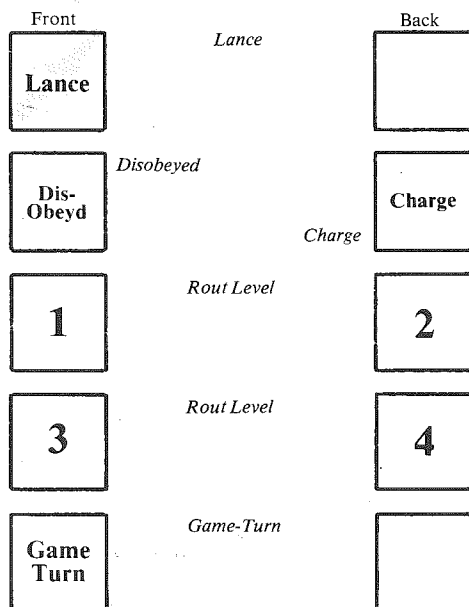 Front
Back
Lance
Lance
Disobeyed
Dis-
Obeyd
Charge
Charge
Rout Level
1
2
Rout Level
3
4
Game-Turn
Game
Turn